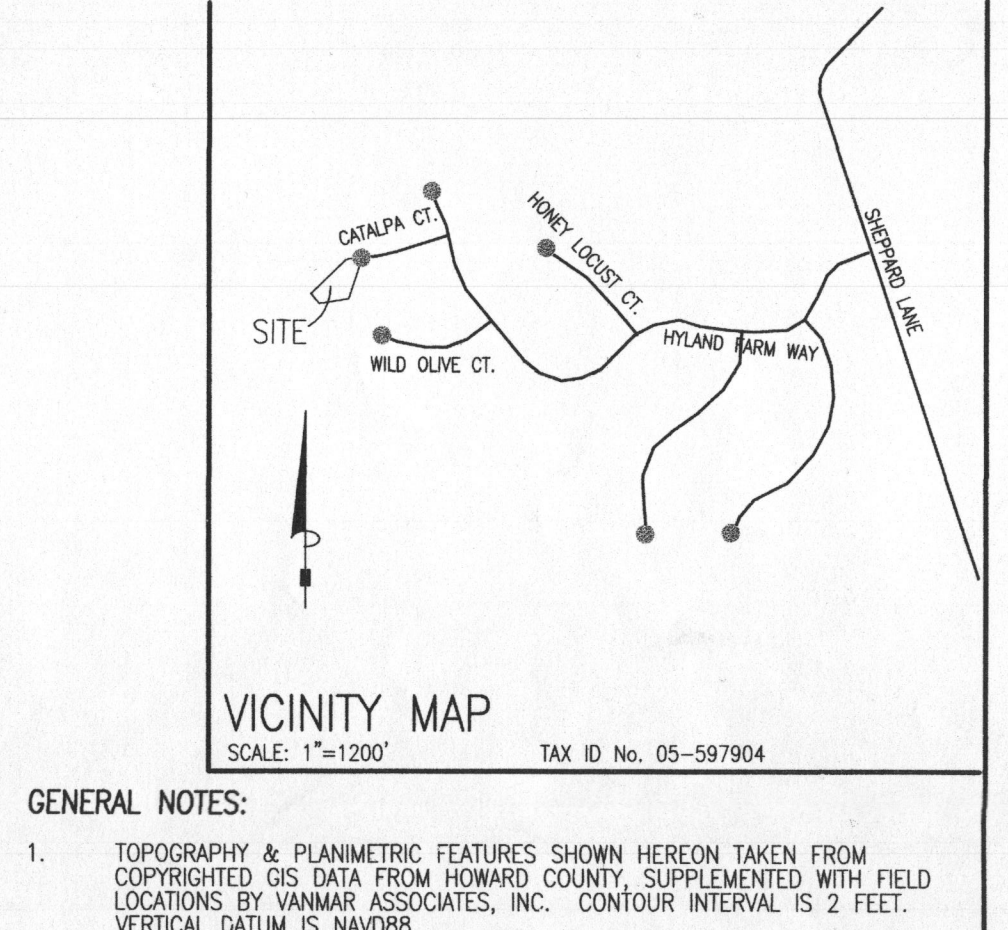 CATALPA CT.
HONEY LOCUST CT.
SHEPPARD LANE
SITE
WILD OLIVE CT.
HYLAND FARM WAY
VICINITY MAP
SCALE: 1"=1200'
TAX ID No. 05-597904
GENERAL NOTES:
1. TOPOGRAPHY & PLANIMETRIC FEATURES SHOWN HEREON TAKEN FROM
COPYRIGHTED GIS DATA FROM HOWARD COUNTY, SUPPLEMENTED WITH FIELD
LOCATIONS BY VANMAR ASSOCIATES, INC. CONTOUR INTERVAL IS 2 FEET.
VERTICAL DATUM IS NAVD88